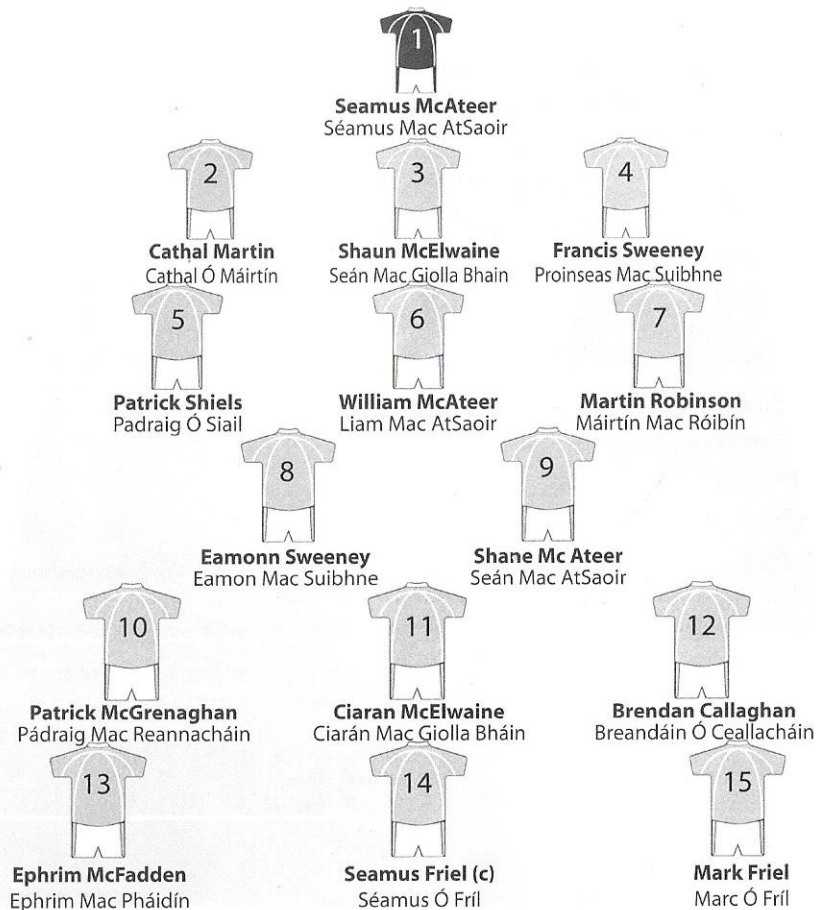 1
Seamus McAteer
Séamus Mac AtSaoir
2 3 4
Cathal Martin Shaun McElwaine Francis Sweeney
Cathal Ó Máirtín Seán Mac Giolla Bhain Proinseas Mac Suibhne
5 6 7
Patrick Shiels William McAteer Martin Robinson
Padraig Ó Siail Liam Mac AtSaoir Máirtín Mac Róibín
8 9
Eamonn Sweeney Shane Mc Ateer
Eamon Mac Suibhne Seán Mac AtSaoir
10 11 12
Patrick McGrenaghan Ciaran McElwaine Brendan Callaghan
Pádraig Mac Reannacháin Ciarán Mac Giolla Bháin Breandáin Ó Ceallacháin
13 14 15
Ephrim McFadden Seamus Friel (c) Mark Friel
Ephrim Mac Pháidín Séamus Ó Fríl Marc Ó Fríl